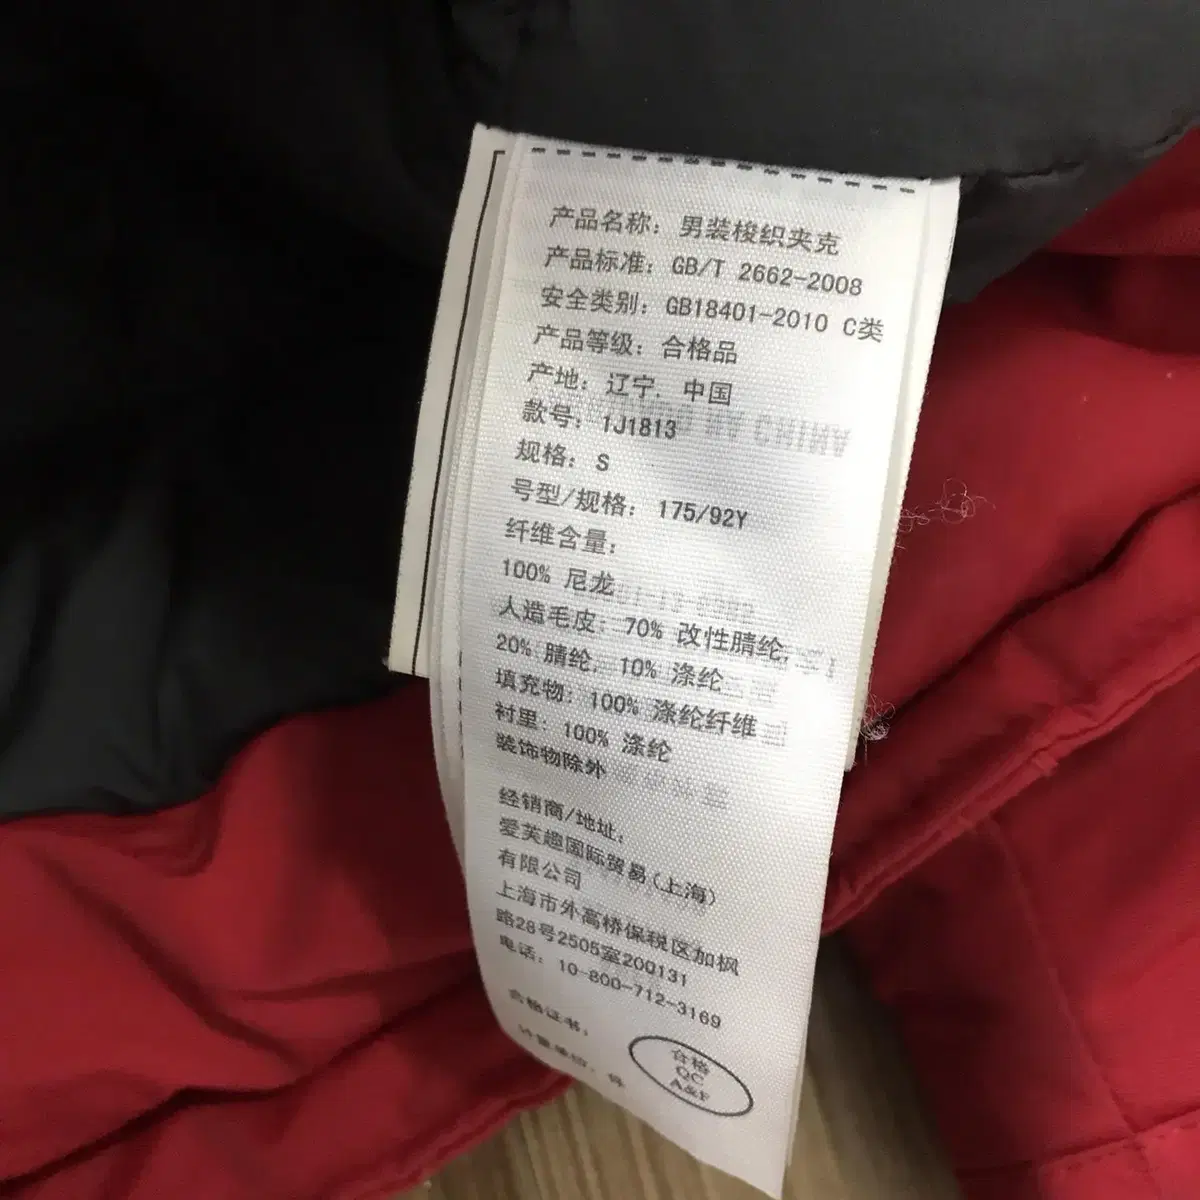 产品名称：男装梭织夹克
产品标准：GB/T 2662-2008
安全类别：GB18401-2010 C类
产品等级：合格品
产地：辽宁．中国
款号：1J1813
规格：S
号型/规格：175/92Y
纤维含量：
100% 尼龙
人造毛皮：70% 改性腈纶，
20% 腈纶，10% 涤纶
填充物：100% 涤纶纤维
衬里：100% 涤纶
装饰物除外
经销商/地址：
爱芙趣国际贸易(上海)
有限公司
上海市外高桥保税区加枫
路28号2505室200131
电话：10-800-712-3169
合格证书：
计量单位：件
合格
QC
A&F